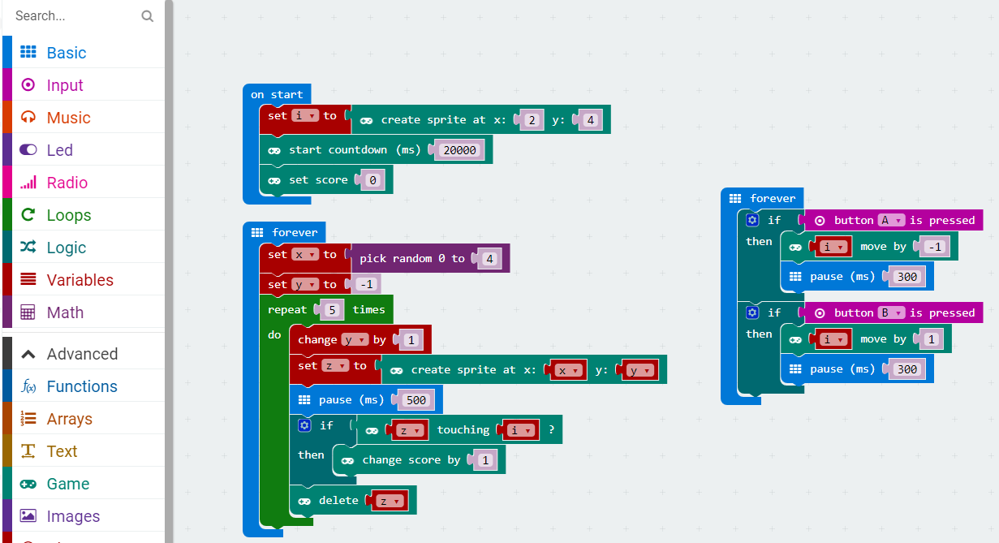 Search...
Basic
Input
Music
Led
Radio
Loops
Logic
Variables
Math
Advanced
Functions
Arrays
Text
Game
Images
on start
set i to create sprite at x: 2 y: 4
start countdown (ms) 20000
set score 0
forever
set x to pick random 0 to 4
set y to -1
repeat 5 times
do
change y by 1
set z to create sprite at x: x y: y
pause (ms) 500
if z touching i ?
then change score by 1
delete z
forever
if button A is pressed
then i move by -1
pause (ms) 300
if button B is pressed
then i move by 1
pause (ms) 300